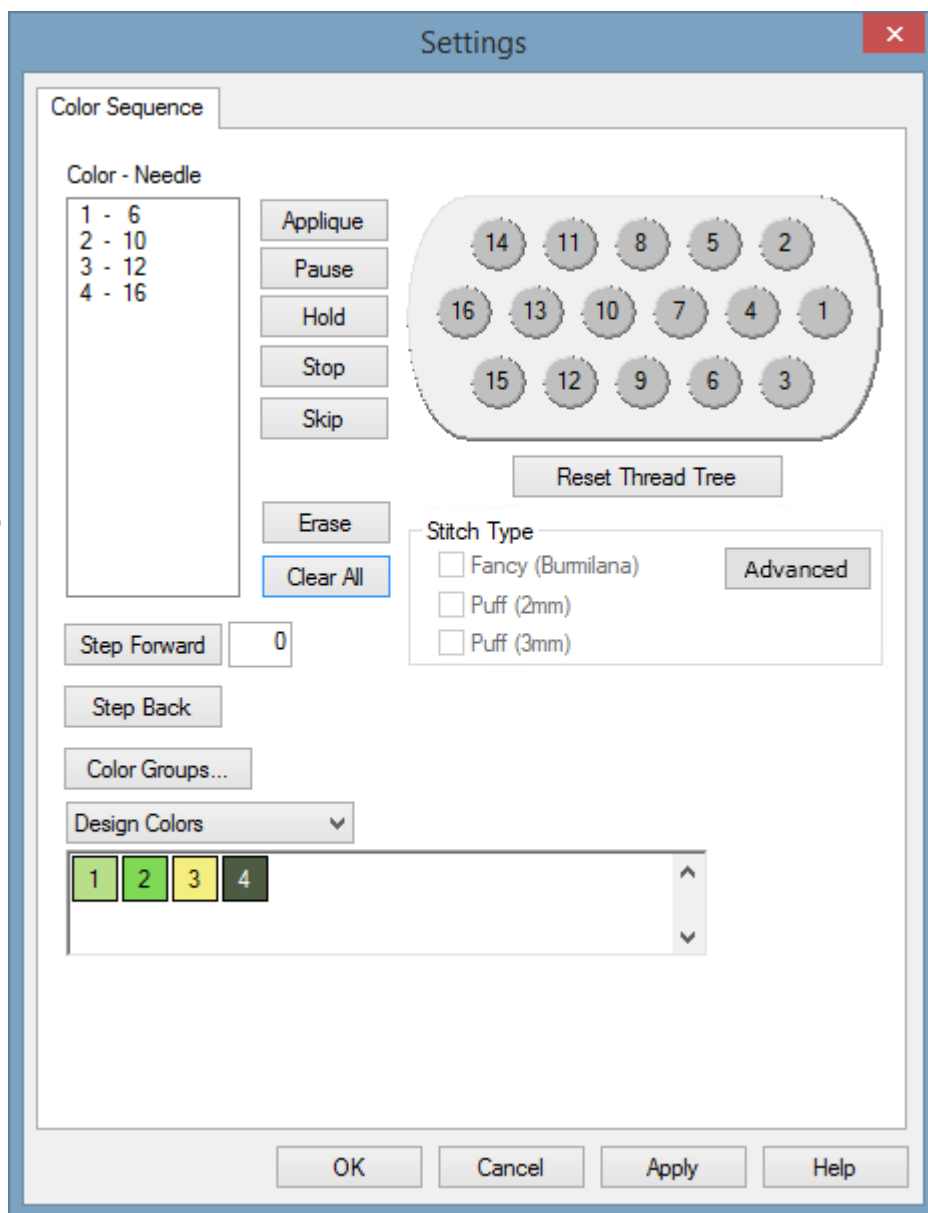 Settings
Color Sequence
Color - Needle
1 - 6
2 - 10
3 - 12
4 - 16
Applique
Pause
Hold
Stop
Skip
Erase
Clear All
14 11 8 5 2
16 13 10 7 4 1
15 12 9 6 3
Reset Thread Tree
Stitch Type
Fancy (Burmilana)
Puff (2mm)
Puff (3mm)
Advanced
Step Forward 0
Step Back
Color Groups...
Design Colors
1 2 3 4
OK Cancel Apply Help